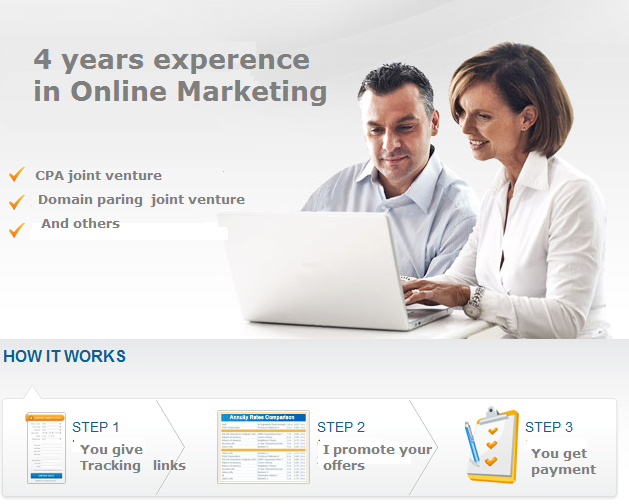 4 years experence
in Online Marketing
CPA joint venture
Domain paring joint venture
And others
HOW IT WORKS
STEP 1
You give
Tracking links
Annuity Rates Comparison
STEP 2
I promote your
offers
STEP 3
You get
payment